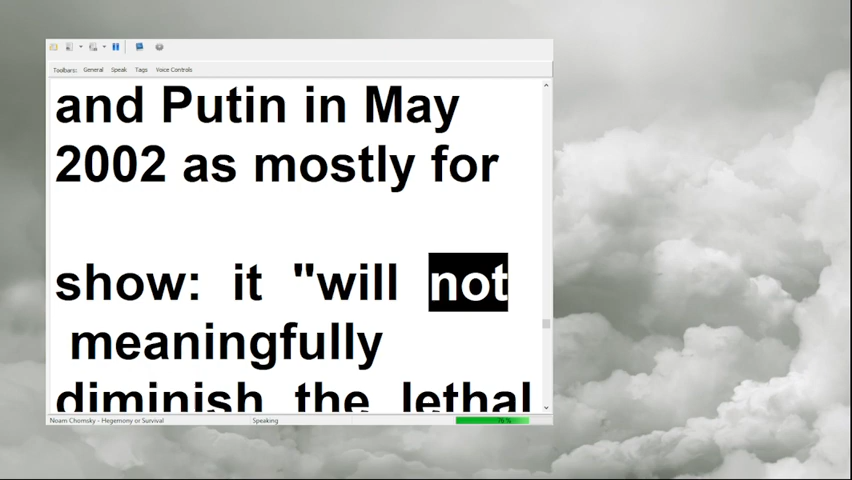 Toolbars: General Speak Tags Voice Controls
and Putin in May
2002 as mostly for
show: it "will not
meaningfully
diminish the lethal
Noam Chomsky - Hegemony or Survival Speaking 76 %